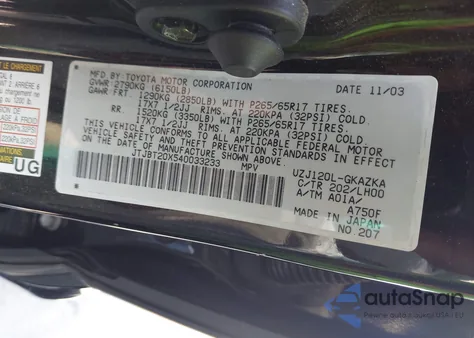 MFD BY:TOYOTA MOTOR CORPORATION DATE 11/03
GVWR 2790KG (6150LB)
GAWR FRT 1290KG (2850LB) WITH P265/65R17 TIRES.
17X7 1/2JJ RIMS. AT 220KPA (32PSI) COLD.
RR 1520KG (3350LB) WITH P265/65R17 TIRES.
17X7 1/2JJ RIMS. AT 220KPA (32PSI) COLD.
THIS VEHICLE CONFORMS TO ALL APPLICABLE FEDERAL MOTOR
VEHICLE SAFETY STANDARDS IN EFFECT ON THE DATE OF
MANUFACTURE SHOWN ABOVE.
JTJBT20X540033233 MPV
UZJ120L-GKAZKA
C/TR 202/LH00
A/TM A01A/
A750F
MADE IN JAPAN
NO.207
LE CHARGEMENT
ARRIÈRE
UG
autoSnap